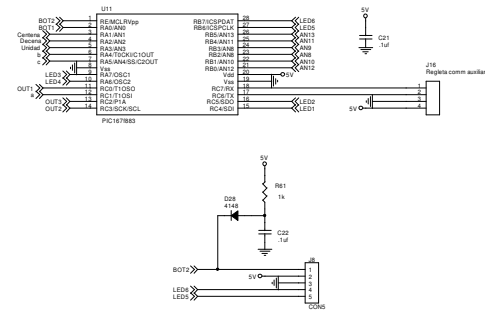 U11
BOT2 1 RE/MCLRVpp RB7/ICSPDAT 28 LED6
BOT1 2 RA0/AN0 RB6/ICSPCLK 27 LED5
Centena 3 RA1/AN1 RB5/AN13 26 AN13
Decena 4 RA2/AN2 RB4/AN11 25 AN11
Unidad 5 RA3/AN3 RB3/AN9 24 AN9
b 6 RA4/T0CKI/C1OUT RB2/AN8 23 AN8
c 7 RA5/AN4/SS/C2OUT RB1/AN10 22 AN10
8 Vss RB0/AN12 21 AN12
LED3 9 RA7/OSC1 Vdd 20 5V
LED4 10 RA6/OSC2 Vss 19
OUT1 11 RC0/T1OSO RC7/RX 18
a 12 RC1/T1OSI RC6/TX 17
OUT3 13 RC2/P1A RC5/SDO 16 LED2
OUT2 14 RC3/SCK/SCL RC4/SDI 15 LED1
PIC167f883
5V
C21
.1uf
J16
Regleta comm auxiliar
1
2
3
5V 4
5V
R61
1k
D28
4148
C22
.1uf
J8
BOT2 1
5V 2
3
LED6 4
LED5 5
CON5